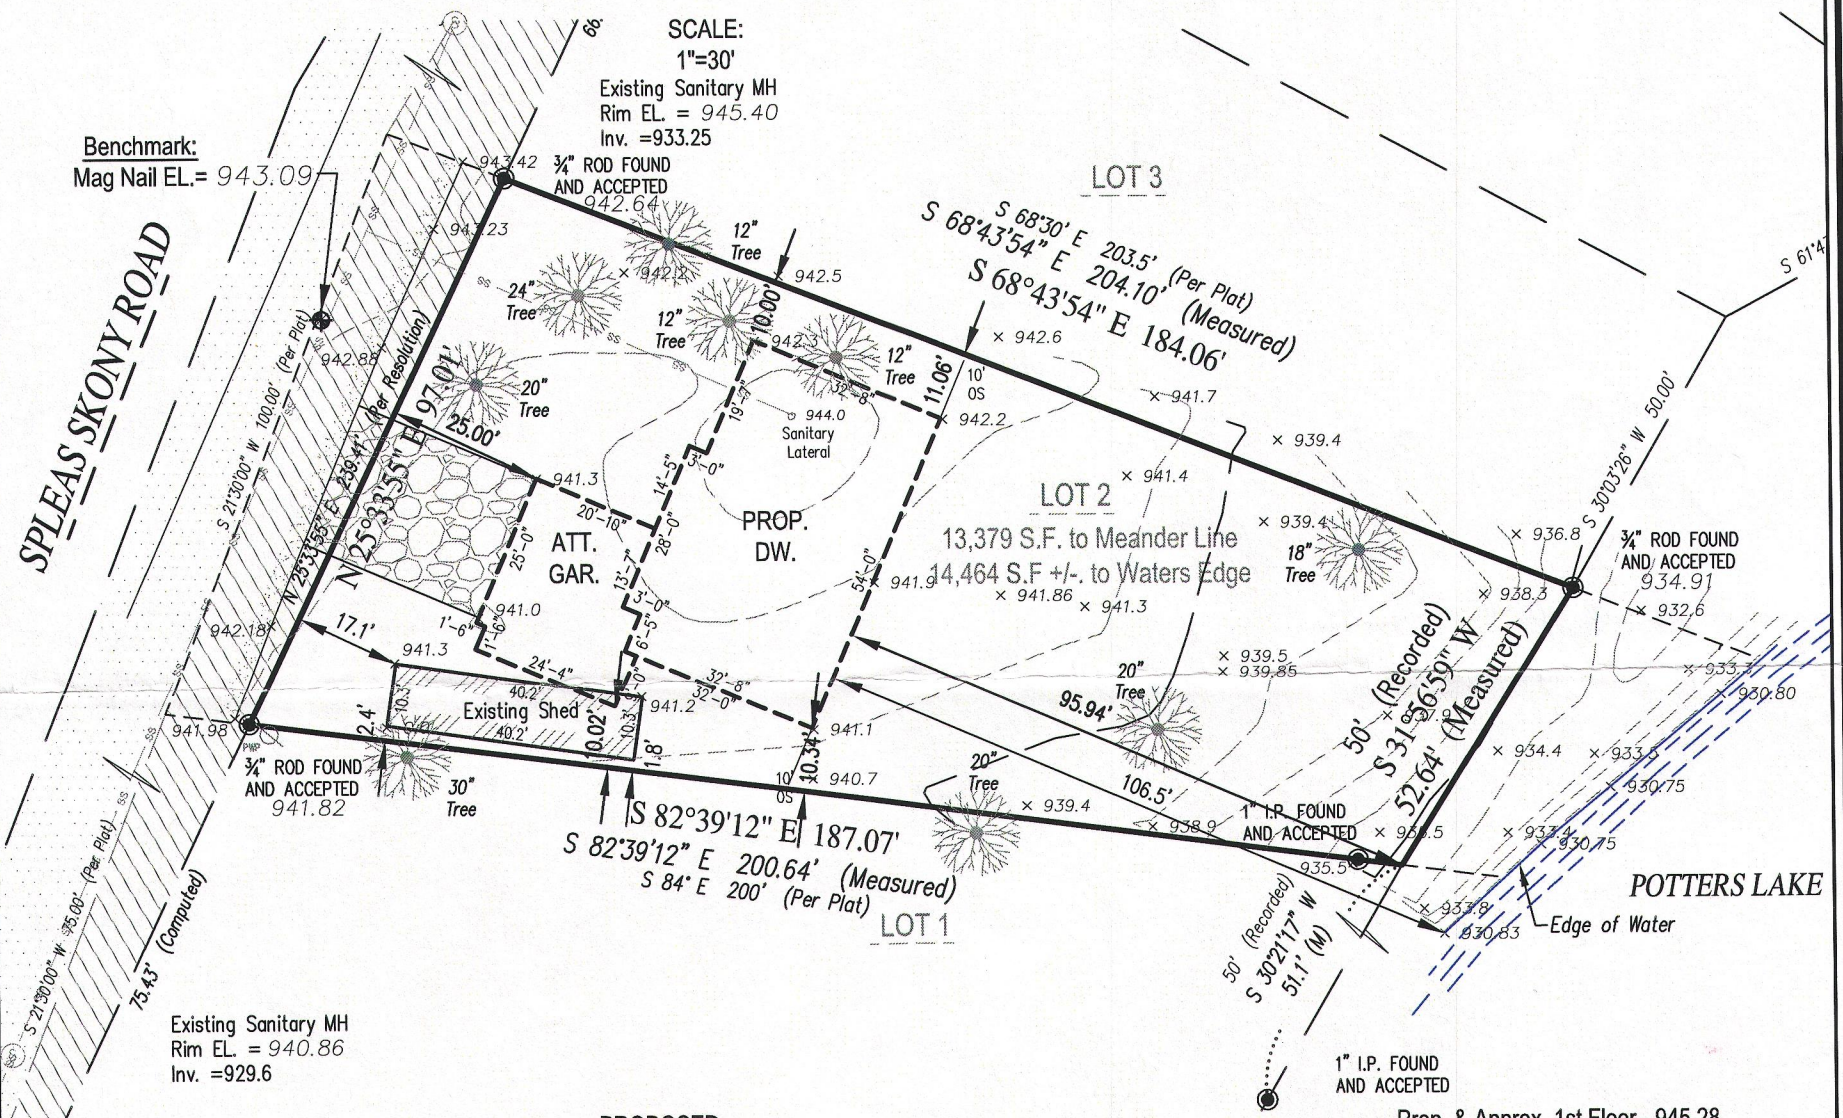 SCALE:
1"=30'
Existing Sanitary MH
Rim EL. = 945.40
Inv. =933.25
Benchmark:
Mag Nail EL.= 943.09
¾" ROD FOUND
AND ACCEPTED
942.64
943.42
943.23
942.88
942.18
941.98
SPLEAS SKONY ROAD
S 21°30'00" W 100.00' (Per Plat)
N 25°33'55" E 239.41' (Per Resolution)
N 25°33'55" E 97.01'
LOT 3
S 68°30' E 203.5' (Per Plat)
S 68°43'54" E 204.10' (Measured)
S 68°43'54" E 184.06'
12"
Tree
942.2
942.5
24"
Tree
12"
Tree
10.00'
942.3
12"
Tree
942.6
20"
Tree
25.00'
32'-8"
11.06'
10'
OS
942.2
941.7
939.4
944.0
Sanitary
Lateral
19'-7"
3'-0"
14'-5"
28'-0"
13'-7"
3'-0"
6'-5"
941.3
20'-10"
25'-0"
ATT.
GAR.
PROP.
DW.
54'-0"
941.4
LOT 2
13,379 S.F. to Meander Line
14,464 S.F +/-. to Waters Edge
939.4
18"
Tree
936.8
938.3
941.9
941.86
941.3
S 30°03'26" W 50.00'
¾" ROD FOUND
AND ACCEPTED
934.91
932.6
941.0
1'-6"
1'-6"
17.1'
941.3
24'-4"
32'-8"
32'-0"
9'-0"
40.2'
Existing Shed
40.2'
10.3'
10.3'
2.4'
1.8'
10.02'
941.2
941.1
940.7
10.34'
10'
OS
939.5
939.85
20"
Tree
95.94'
106.5'
20"
Tree
939.4
938.9
50' (Recorded)
S 31°56'59" W
52.64' (Measured)
934.4
933.5
930.80
930.75
933.4
930.75
1" I.P. FOUND
AND ACCEPTED
935.5
933.8
930.83
Edge of Water
POTTERS LAKE
PWP
¾" ROD FOUND
AND ACCEPTED
941.82
30"
Tree
S 82°39'12" E 187.07'
S 82°39'12" E 200.64' (Measured)
S 84° E 200' (Per Plat)
LOT 1
50' (Recorded)
S 30°21'17" W
51.1' (M)
S 21°30'00" W 75.00' (Per Plat)
75.43' (Computed)
Existing Sanitary MH
Rim EL. = 940.86
Inv. =929.6
1" I.P. FOUND
AND ACCEPTED
PROPOSED
Prop. & Approx. 1st Floor 945.28